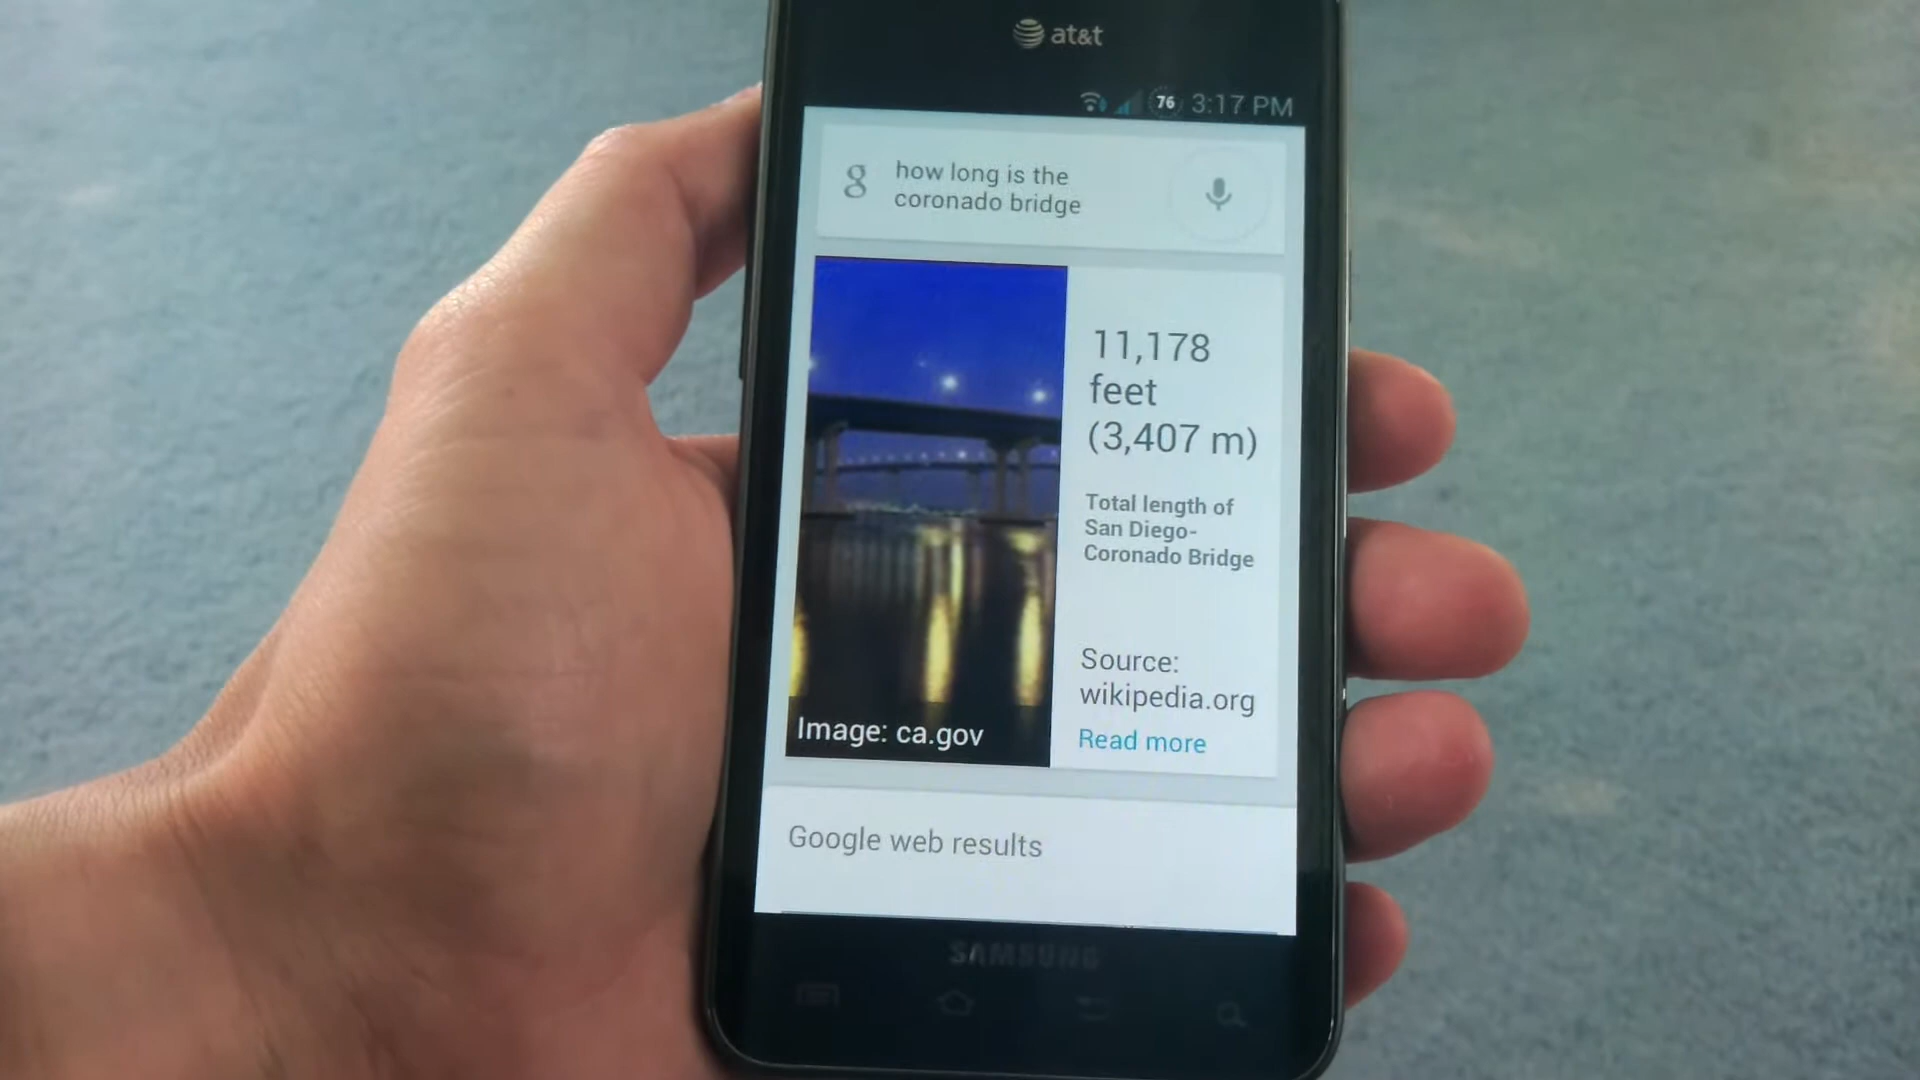 at&t
76 3:17 PM
g how long is the
coronado bridge
11,178
feet
(3,407 m)
Total length of
San Diego-
Coronado Bridge
Source:
wikipedia.org
Read more
Image: ca.gov
Google web results
SAMSUNG